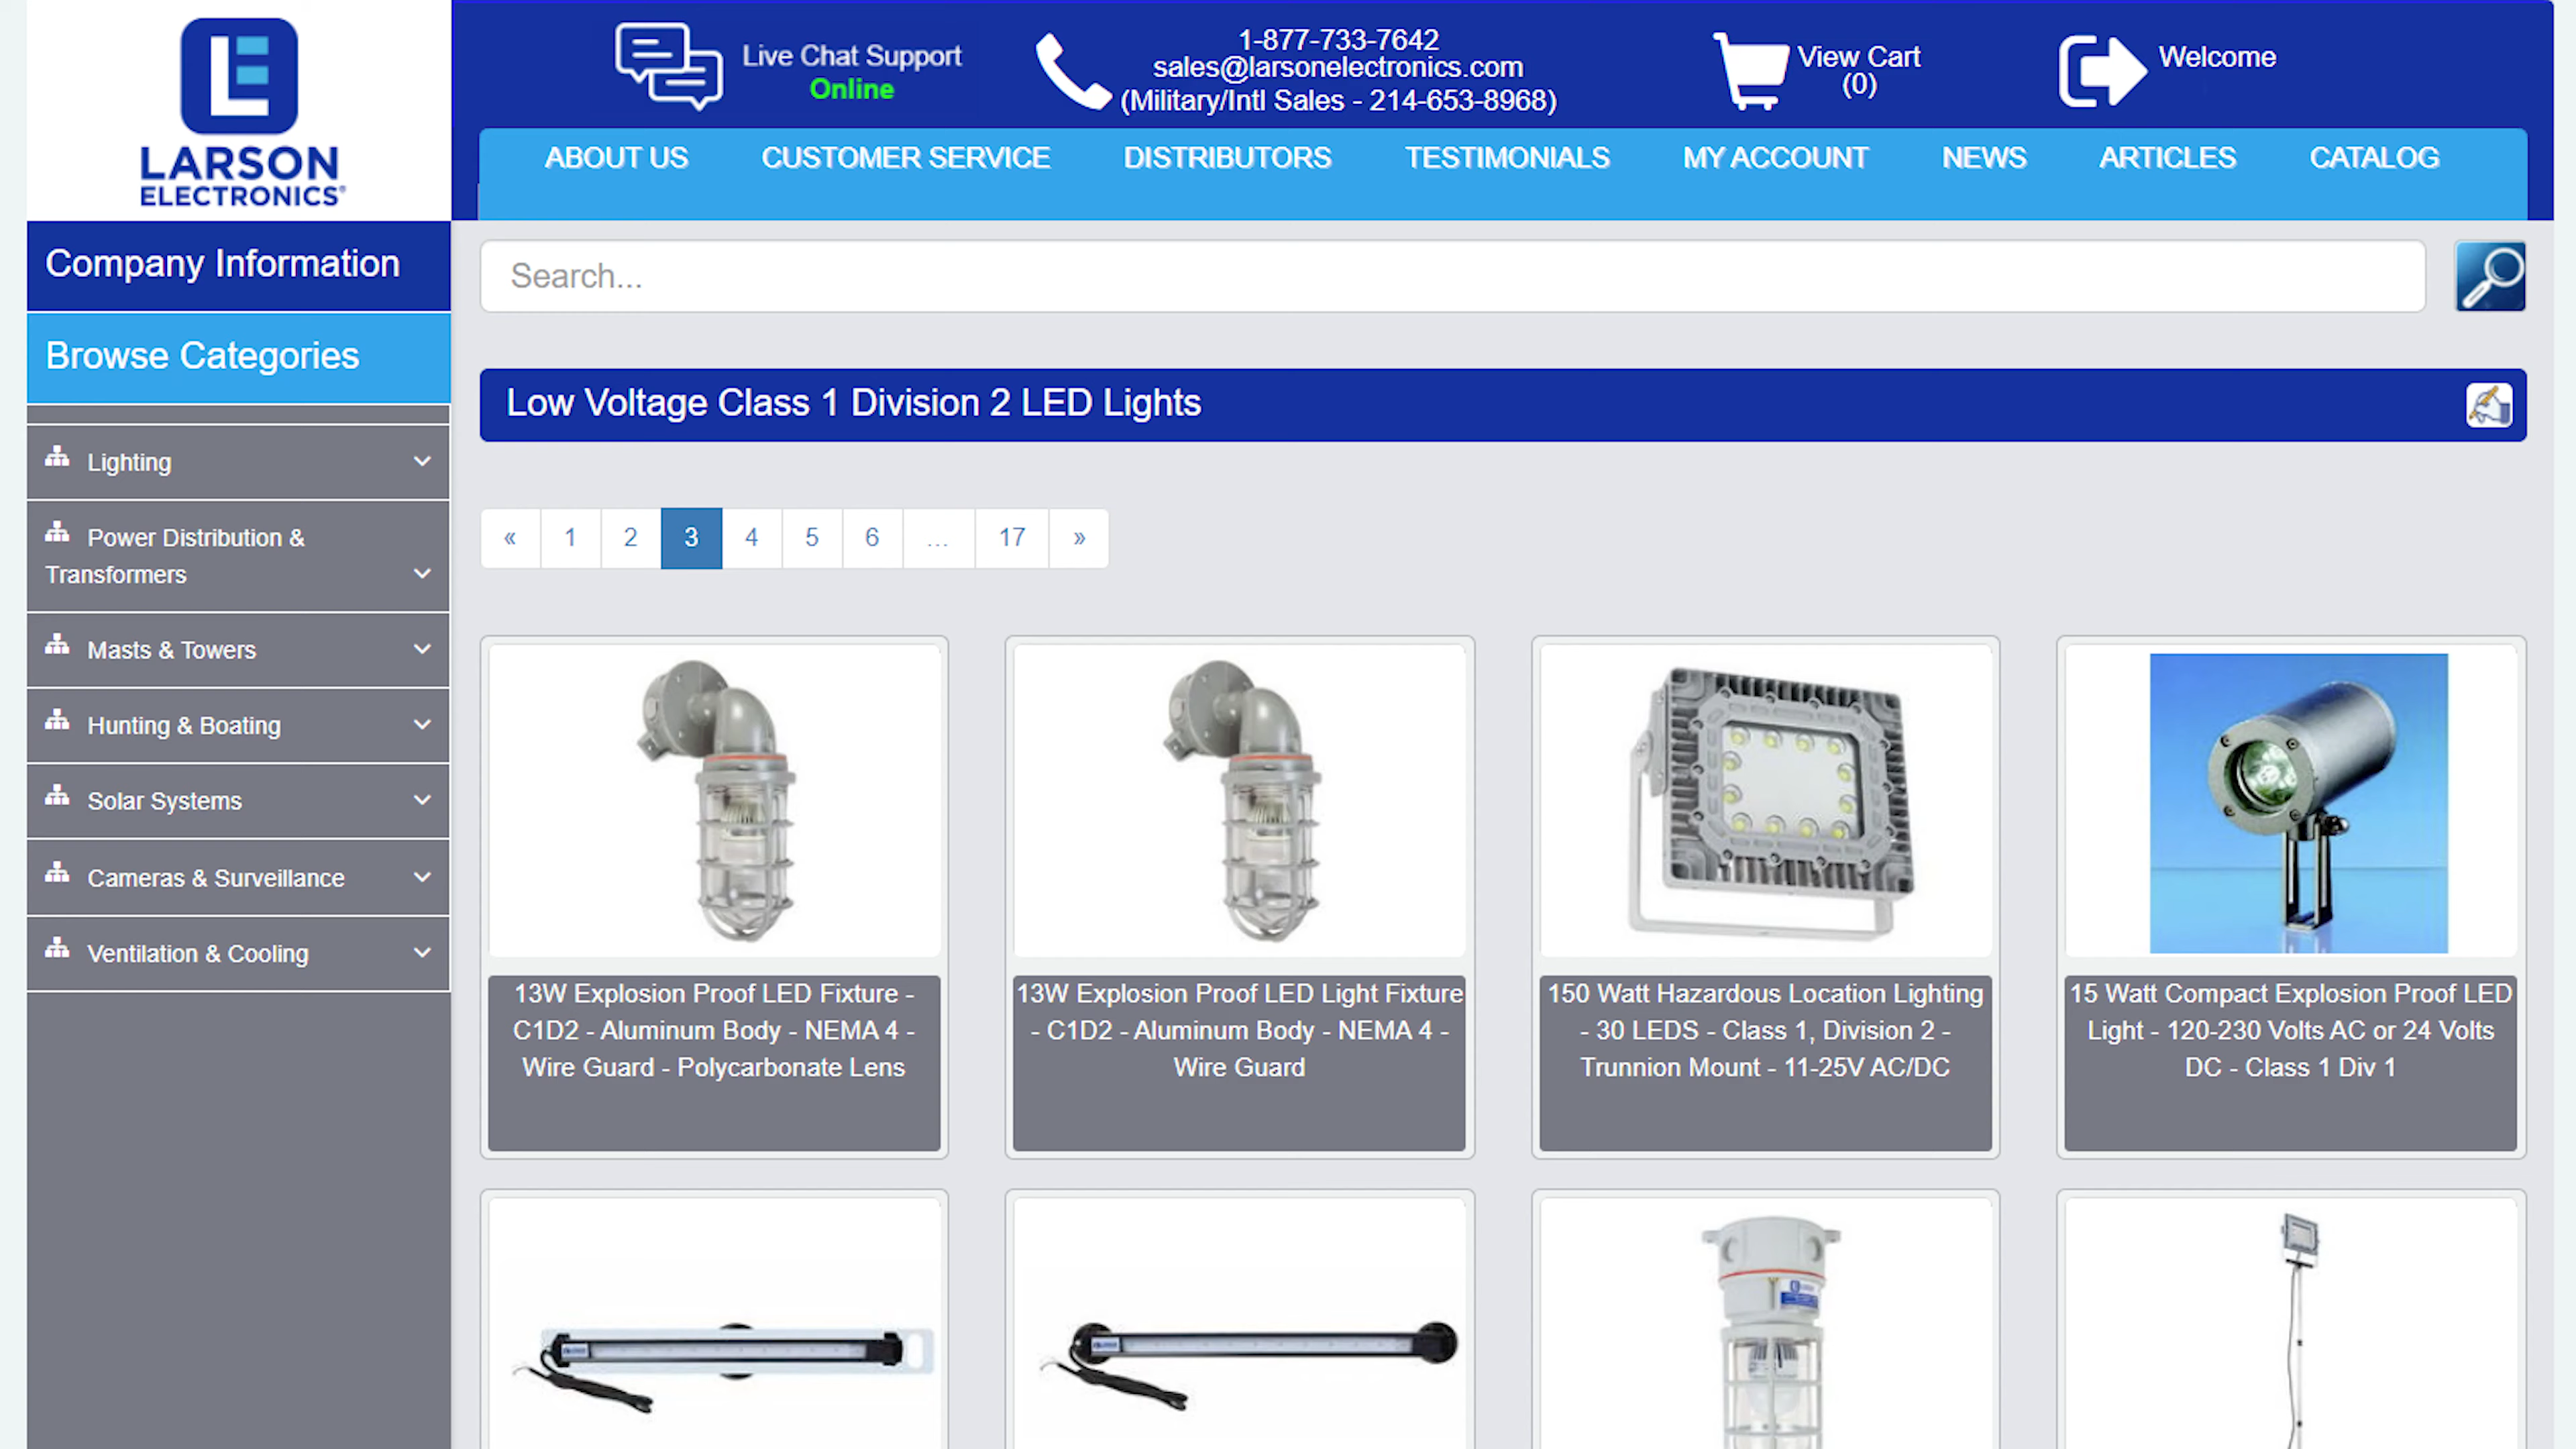 LARSON
ELECTRONICS®
Live Chat Support
Online
1-877-733-7642
sales@larsonelectronics.com
(Military/Intl Sales - 214-653-8968)
View Cart
(0)
Welcome
ABOUT US CUSTOMER SERVICE DISTRIBUTORS TESTIMONIALS MY ACCOUNT NEWS ARTICLES CATALOG
Company Information
Browse Categories
Lighting
Power Distribution &
Transformers
Masts & Towers
Hunting & Boating
Solar Systems
Cameras & Surveillance
Ventilation & Cooling
Search...
Low Voltage Class 1 Division 2 LED Lights
« 1 2 3 4 5 6 ... 17 »
13W Explosion Proof LED Fixture -
C1D2 - Aluminum Body - NEMA 4 -
Wire Guard - Polycarbonate Lens
13W Explosion Proof LED Light Fixture
- C1D2 - Aluminum Body - NEMA 4 -
Wire Guard
150 Watt Hazardous Location Lighting
- 30 LEDS - Class 1, Division 2 -
Trunnion Mount - 11-25V AC/DC
15 Watt Compact Explosion Proof LED
Light - 120-230 Volts AC or 24 Volts
DC - Class 1 Div 1